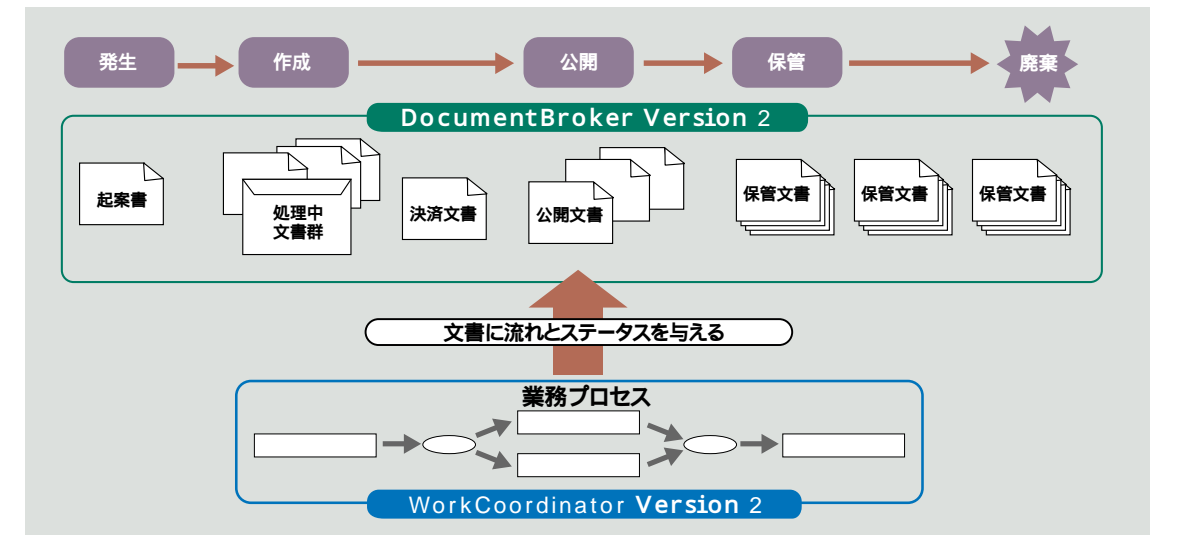 発生
作成
公開
保管
廃棄
DocumentBroker Version 2
起案書
処理中
文書群
決済文書
公開文書
保管文書
保管文書
保管文書
文書に流れとステータスを与える
業務プロセス
WorkCoordinator Version 2